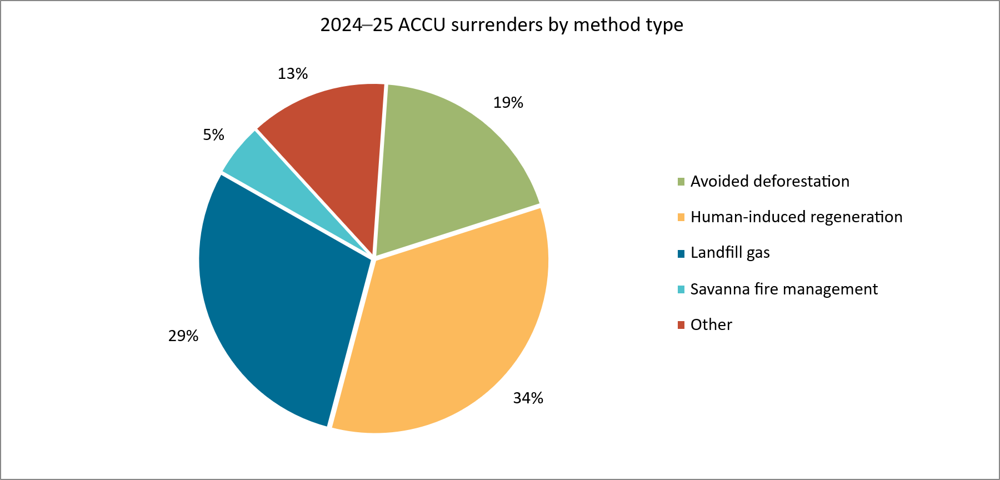 2024–25 ACCU surrenders by method type
13%
19%
5%
29%
34%
Avoided deforestation
Human-induced regeneration
Landfill gas
Savanna fire management
Other